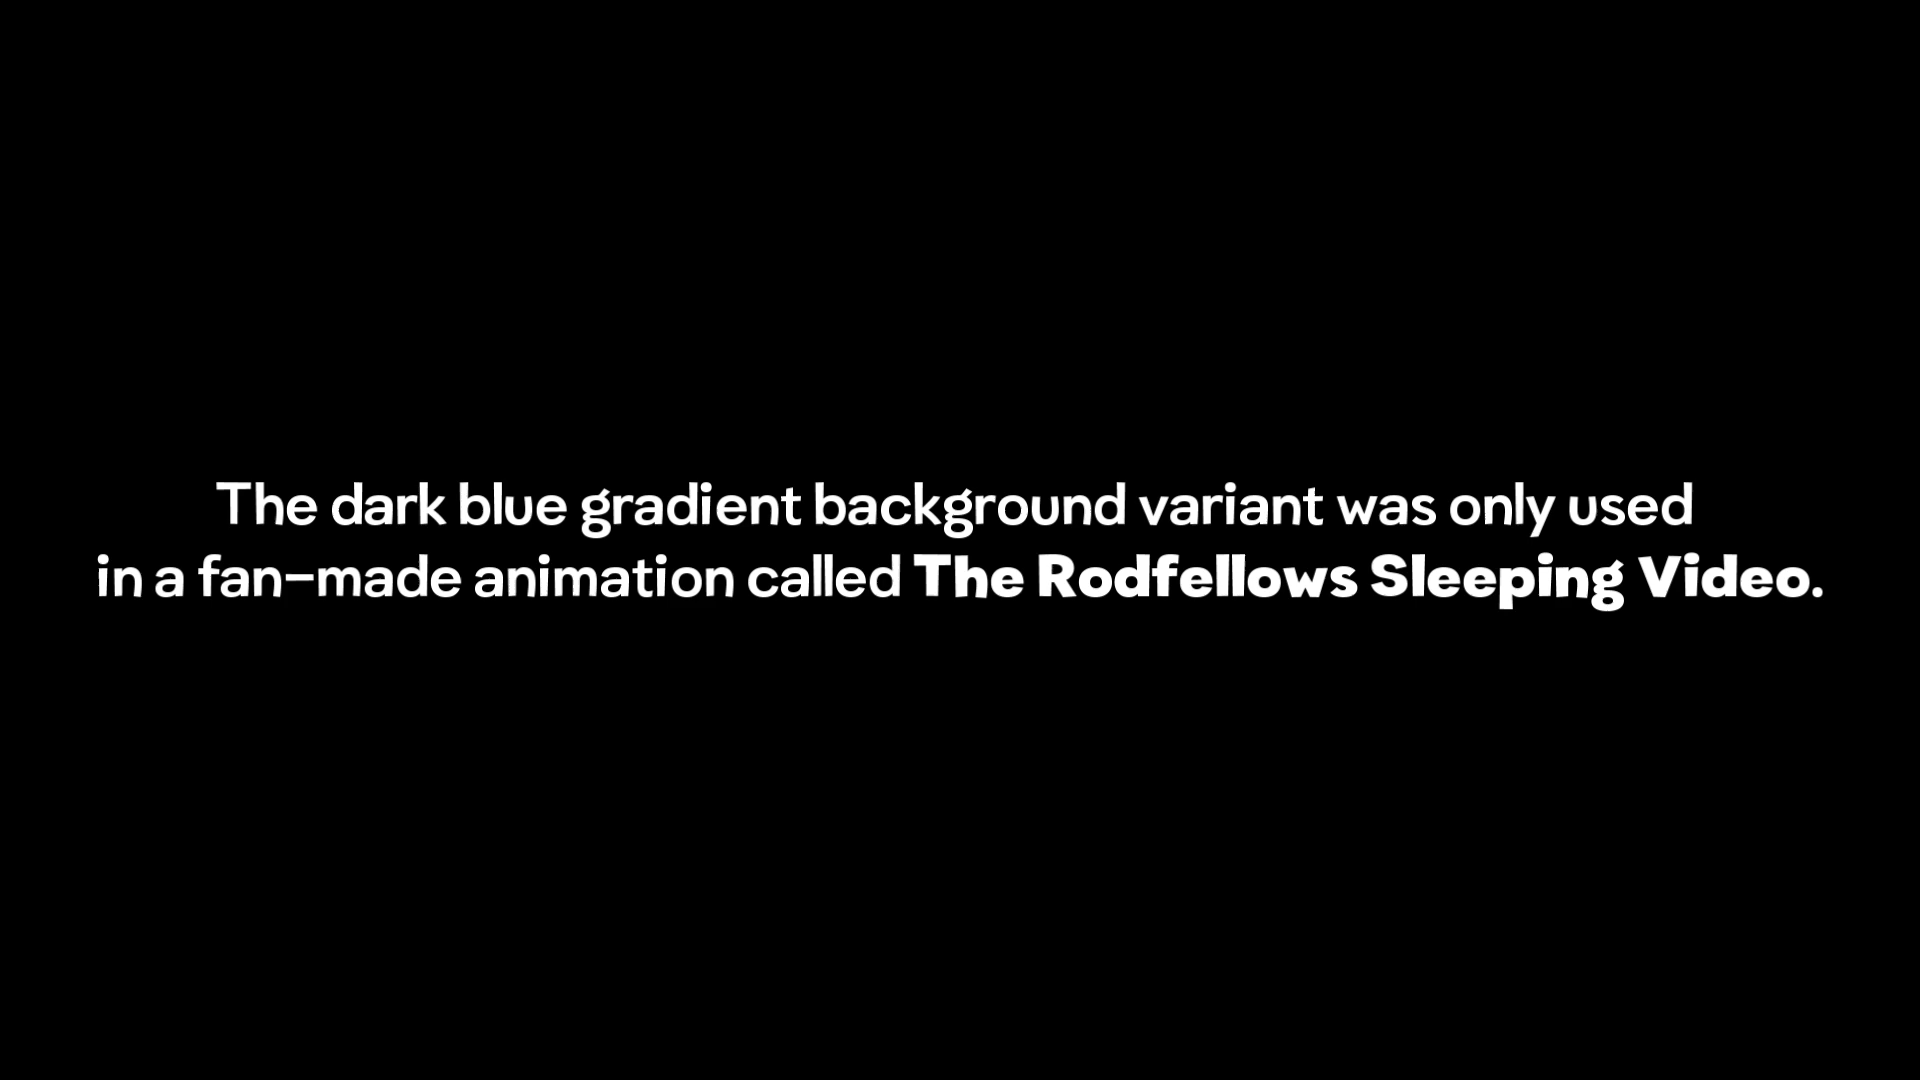 The dark blue gradient background variant was only used
in a fan-made animation called The Rodfellows Sleeping Video.